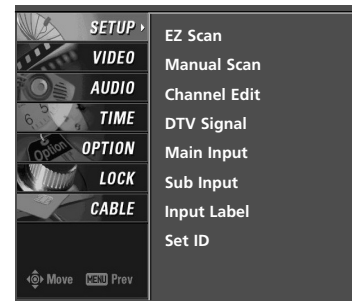 SETUP
VIDEO
AUDIO
TIME
OPTION
LOCK
CABLE
Move MENU Prev
EZ Scan
Manual Scan
Channel Edit
DTV Signal
Main Input
Sub Input
Input Label
Set ID